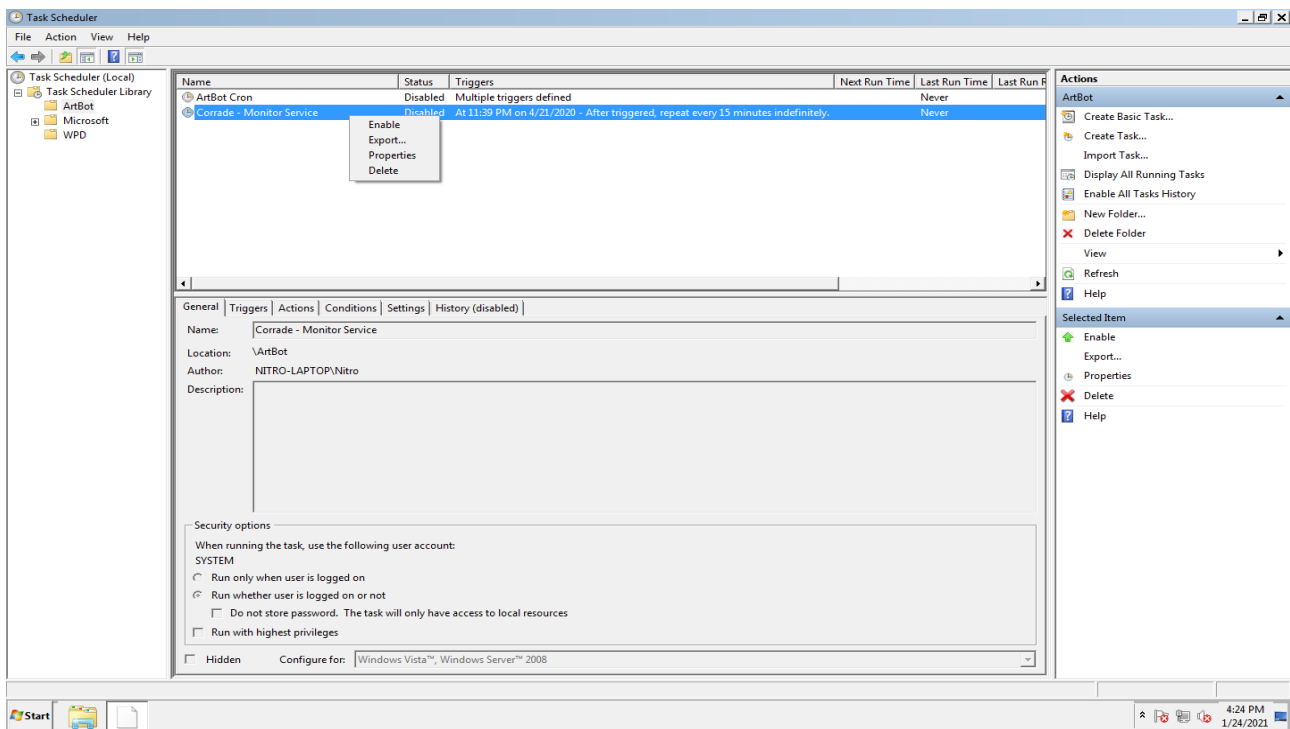 Task Scheduler
File Action View Help
Task Scheduler (Local)
Task Scheduler Library
ArtBot
Microsoft
WPD
Name Status Triggers Next Run Time Last Run Time Last Run R
ArtBot Cron Disabled Multiple triggers defined Never
Corrade - Monitor Service Disabled At 11:39 PM on 4/21/2020 - After triggered, repeat every 15 minutes indefinitely. Never
Enable
Export...
Properties
Delete
General Triggers Actions Conditions Settings History (disabled)
Name: Corrade - Monitor Service
Location: \ArtBot
Author: NITRO-LAPTOP\Nitro
Description:
Security options
When running the task, use the following user account:
SYSTEM
Run only when user is logged on
Run whether user is logged on or not
Do not store password. The task will only have access to local resources
Run with highest privileges
Hidden Configure for: Windows Vista™, Windows Server™ 2008
Actions
ArtBot
Create Basic Task...
Create Task...
Import Task...
Display All Running Tasks
Enable All Tasks History
New Folder...
Delete Folder
View
Refresh
Help
Selected Item
Enable
Export...
Properties
Delete
Help
Start
4:24 PM
1/24/2021